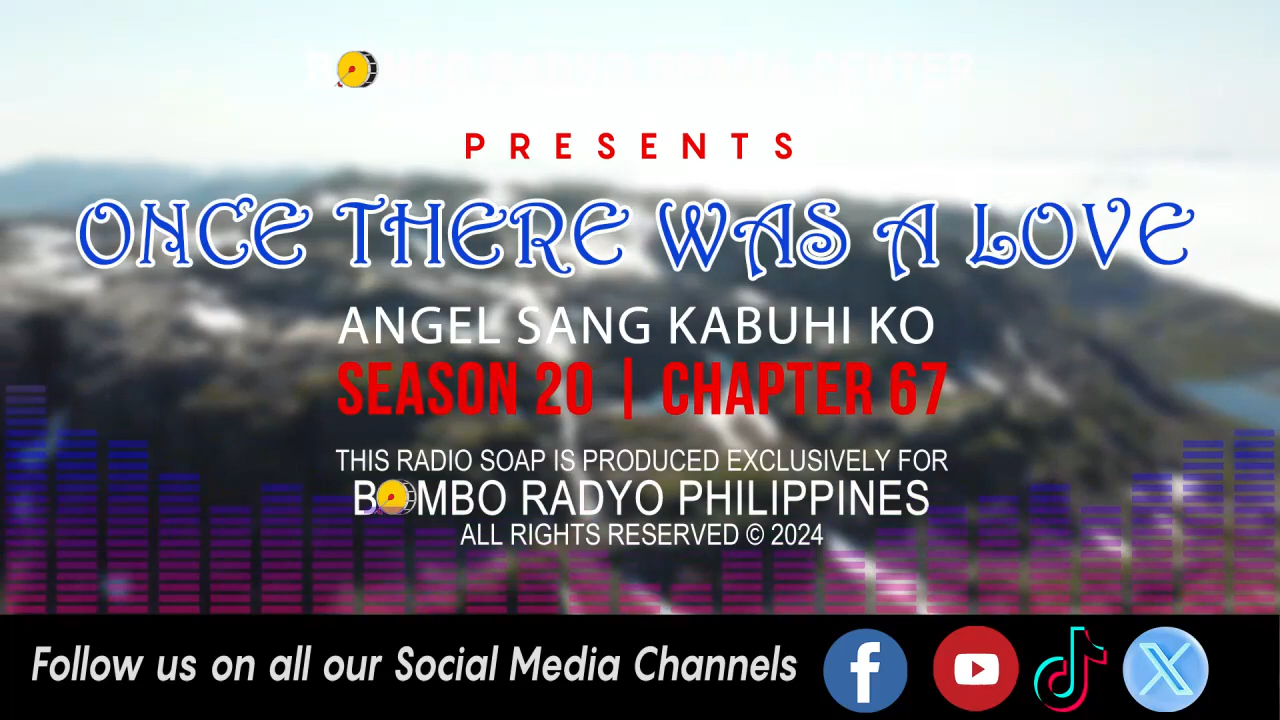 PRESENTS
ONCE THERE WAS A LOVE
ANGEL SANG KABUHI KO
SEASON 20 | CHAPTER 67
THIS RADIO SOAP IS PRODUCED EXCLUSIVELY FOR
BOMBO RADYO PHILIPPINES
ALL RIGHTS RESERVED © 2024
Follow us on all our Social Media Channels